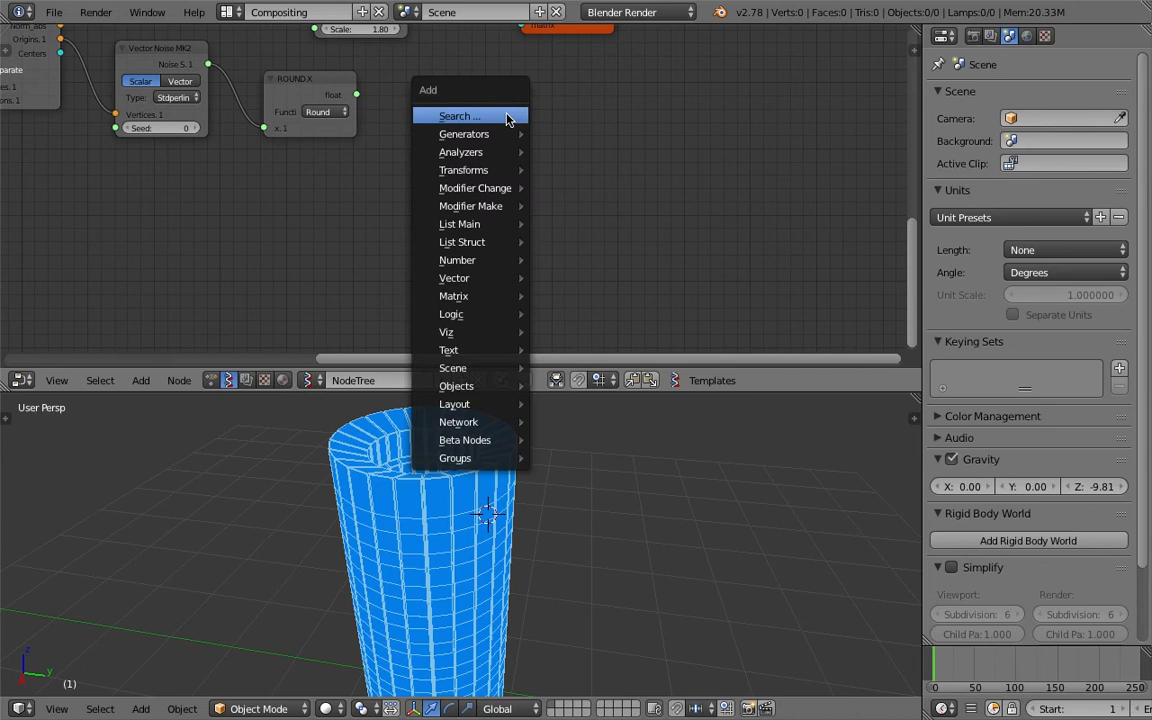 File
Render
Window
Help
Compositing
Scene
Blender Render
v2.78 | Verts:0 | Faces:0 | Tris:0 | Objects:0/0 | Lamps:0/0 | Mem:20.33M
Origins. 1
Centers
parate
Vector Noise MK2
Noise S. 1
Scalar
Vector
Type:
Stdperlin
Vertices. 1
Seed:
0
ROUND X
float
Functi
Round
x. 1
Scale:
1.80
matrix
Add
Search ...
Generators
Analyzers
Transforms
Modifier Change
Modifier Make
List Main
List Struct
Number
Vector
Matrix
Logic
Viz
Text
Scene
Objects
Layout
Network
Beta Nodes
Groups
View
Select
Add
Node
NodeTree
Templates
User Persp
z
y
(1)
View
Select
Add
Object
Object Mode
Global
Scene
Scene
Camera:
Background:
Active Clip:
Units
Unit Presets
Length:
None
Angle:
Degrees
Unit Scale:
1.000000
Separate Units
Keying Sets
Color Management
Audio
Gravity
X: 0.00
Y: 0.00
Z: -9.81
Rigid Body World
Add Rigid Body World
Simplify
Viewport:
Render:
Subdivision: 6
Subdivision: 6
Child Pa: 1.000
Child Pa: 1.000
0
50
100
150
200
250
Start:
1